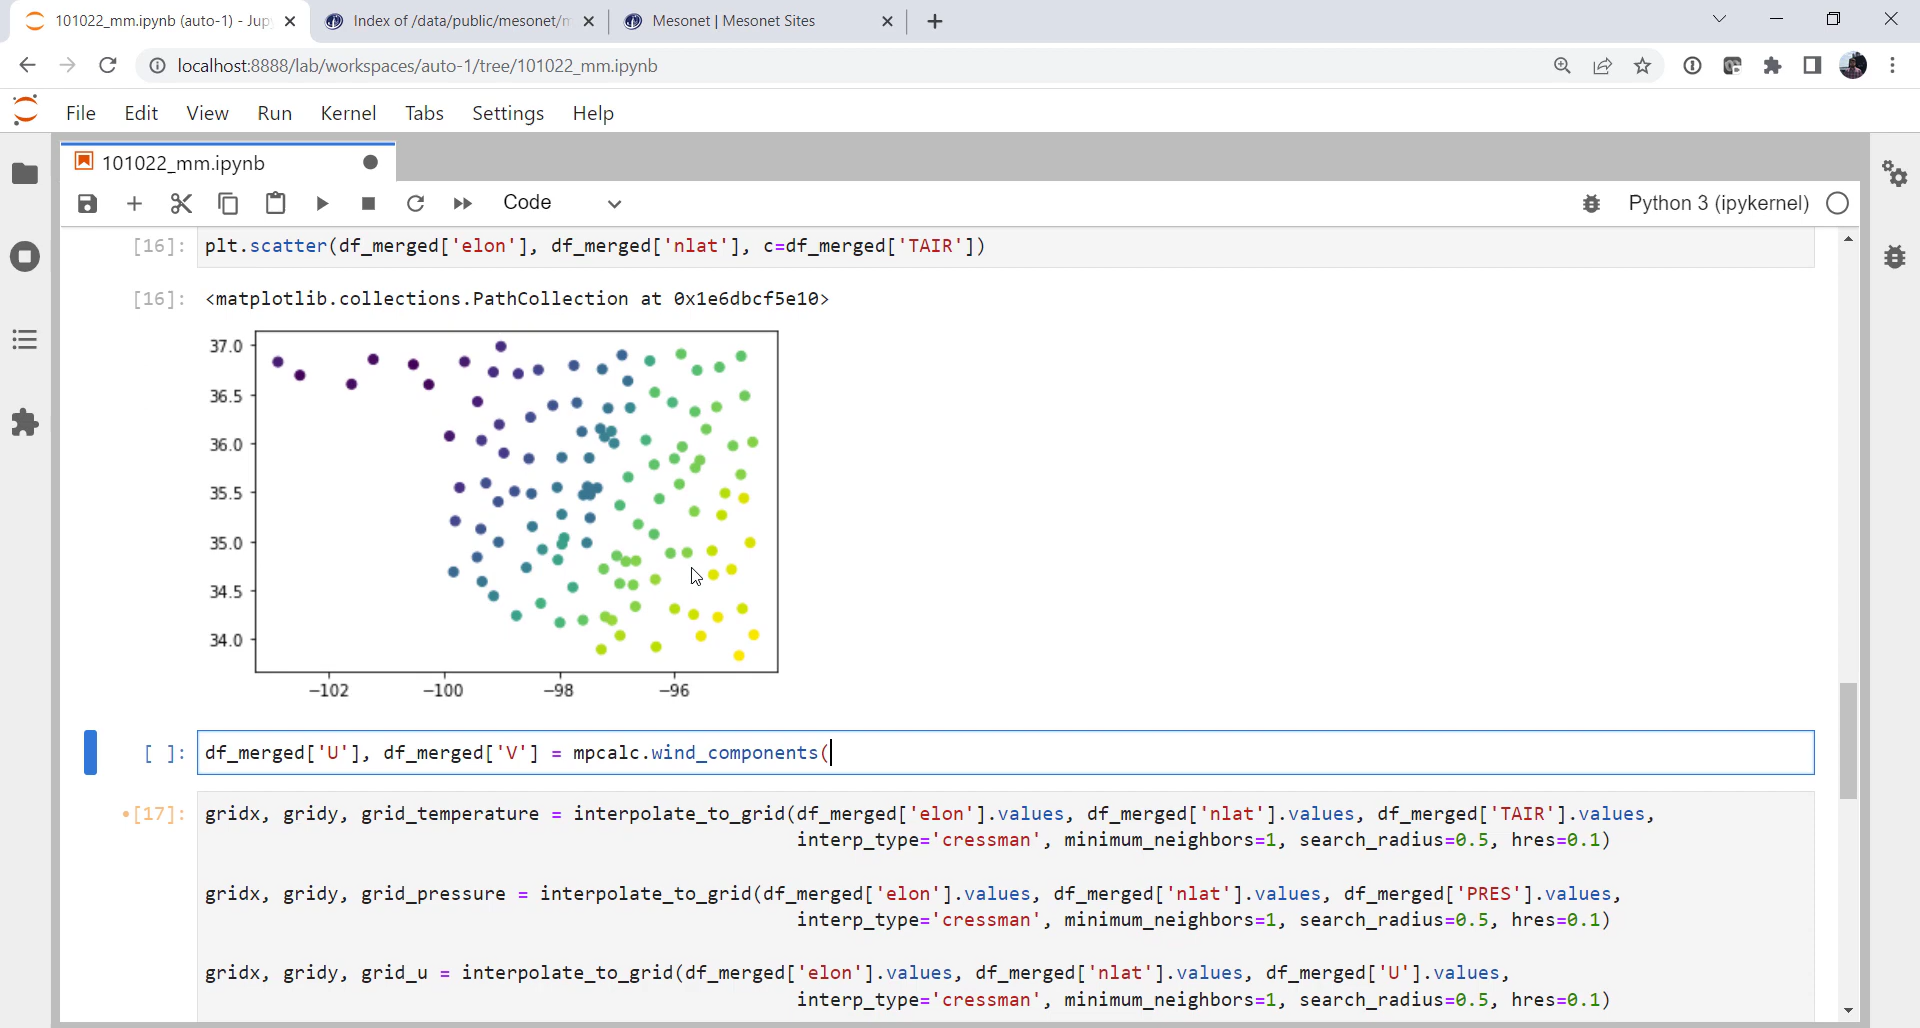 101022_mm.ipynb (auto-1) - Jup
Index of /data/public/mesonet/m
Mesonet | Mesonet Sites
localhost:8888/lab/workspaces/auto-1/tree/101022_mm.ipynb
File Edit View Run Kernel Tabs Settings Help
101022_mm.ipynb
Code
Python 3 (ipykernel)
[16]: plt.scatter(df_merged['elon'], df_merged['nlat'], c=df_merged['TAIR'])
[16]: <matplotlib.collections.PathCollection at 0x1e6dbcf5e10>
37.0
36.5
36.0
35.5
35.0
34.5
34.0
−102 −100 −98 −96
[ ]: df_merged['U'], df_merged['V'] = mpcalc.wind_components(
•[17]: gridx, gridy, grid_temperature = interpolate_to_grid(df_merged['elon'].values, df_merged['nlat'].values, df_merged['TAIR'].values,
interp_type='cressman', minimum_neighbors=1, search_radius=0.5, hres=0.1)
gridx, gridy, grid_pressure = interpolate_to_grid(df_merged['elon'].values, df_merged['nlat'].values, df_merged['PRES'].values,
interp_type='cressman', minimum_neighbors=1, search_radius=0.5, hres=0.1)
gridx, gridy, grid_u = interpolate_to_grid(df_merged['elon'].values, df_merged['nlat'].values, df_merged['U'].values,
interp_type='cressman', minimum_neighbors=1, search_radius=0.5, hres=0.1)